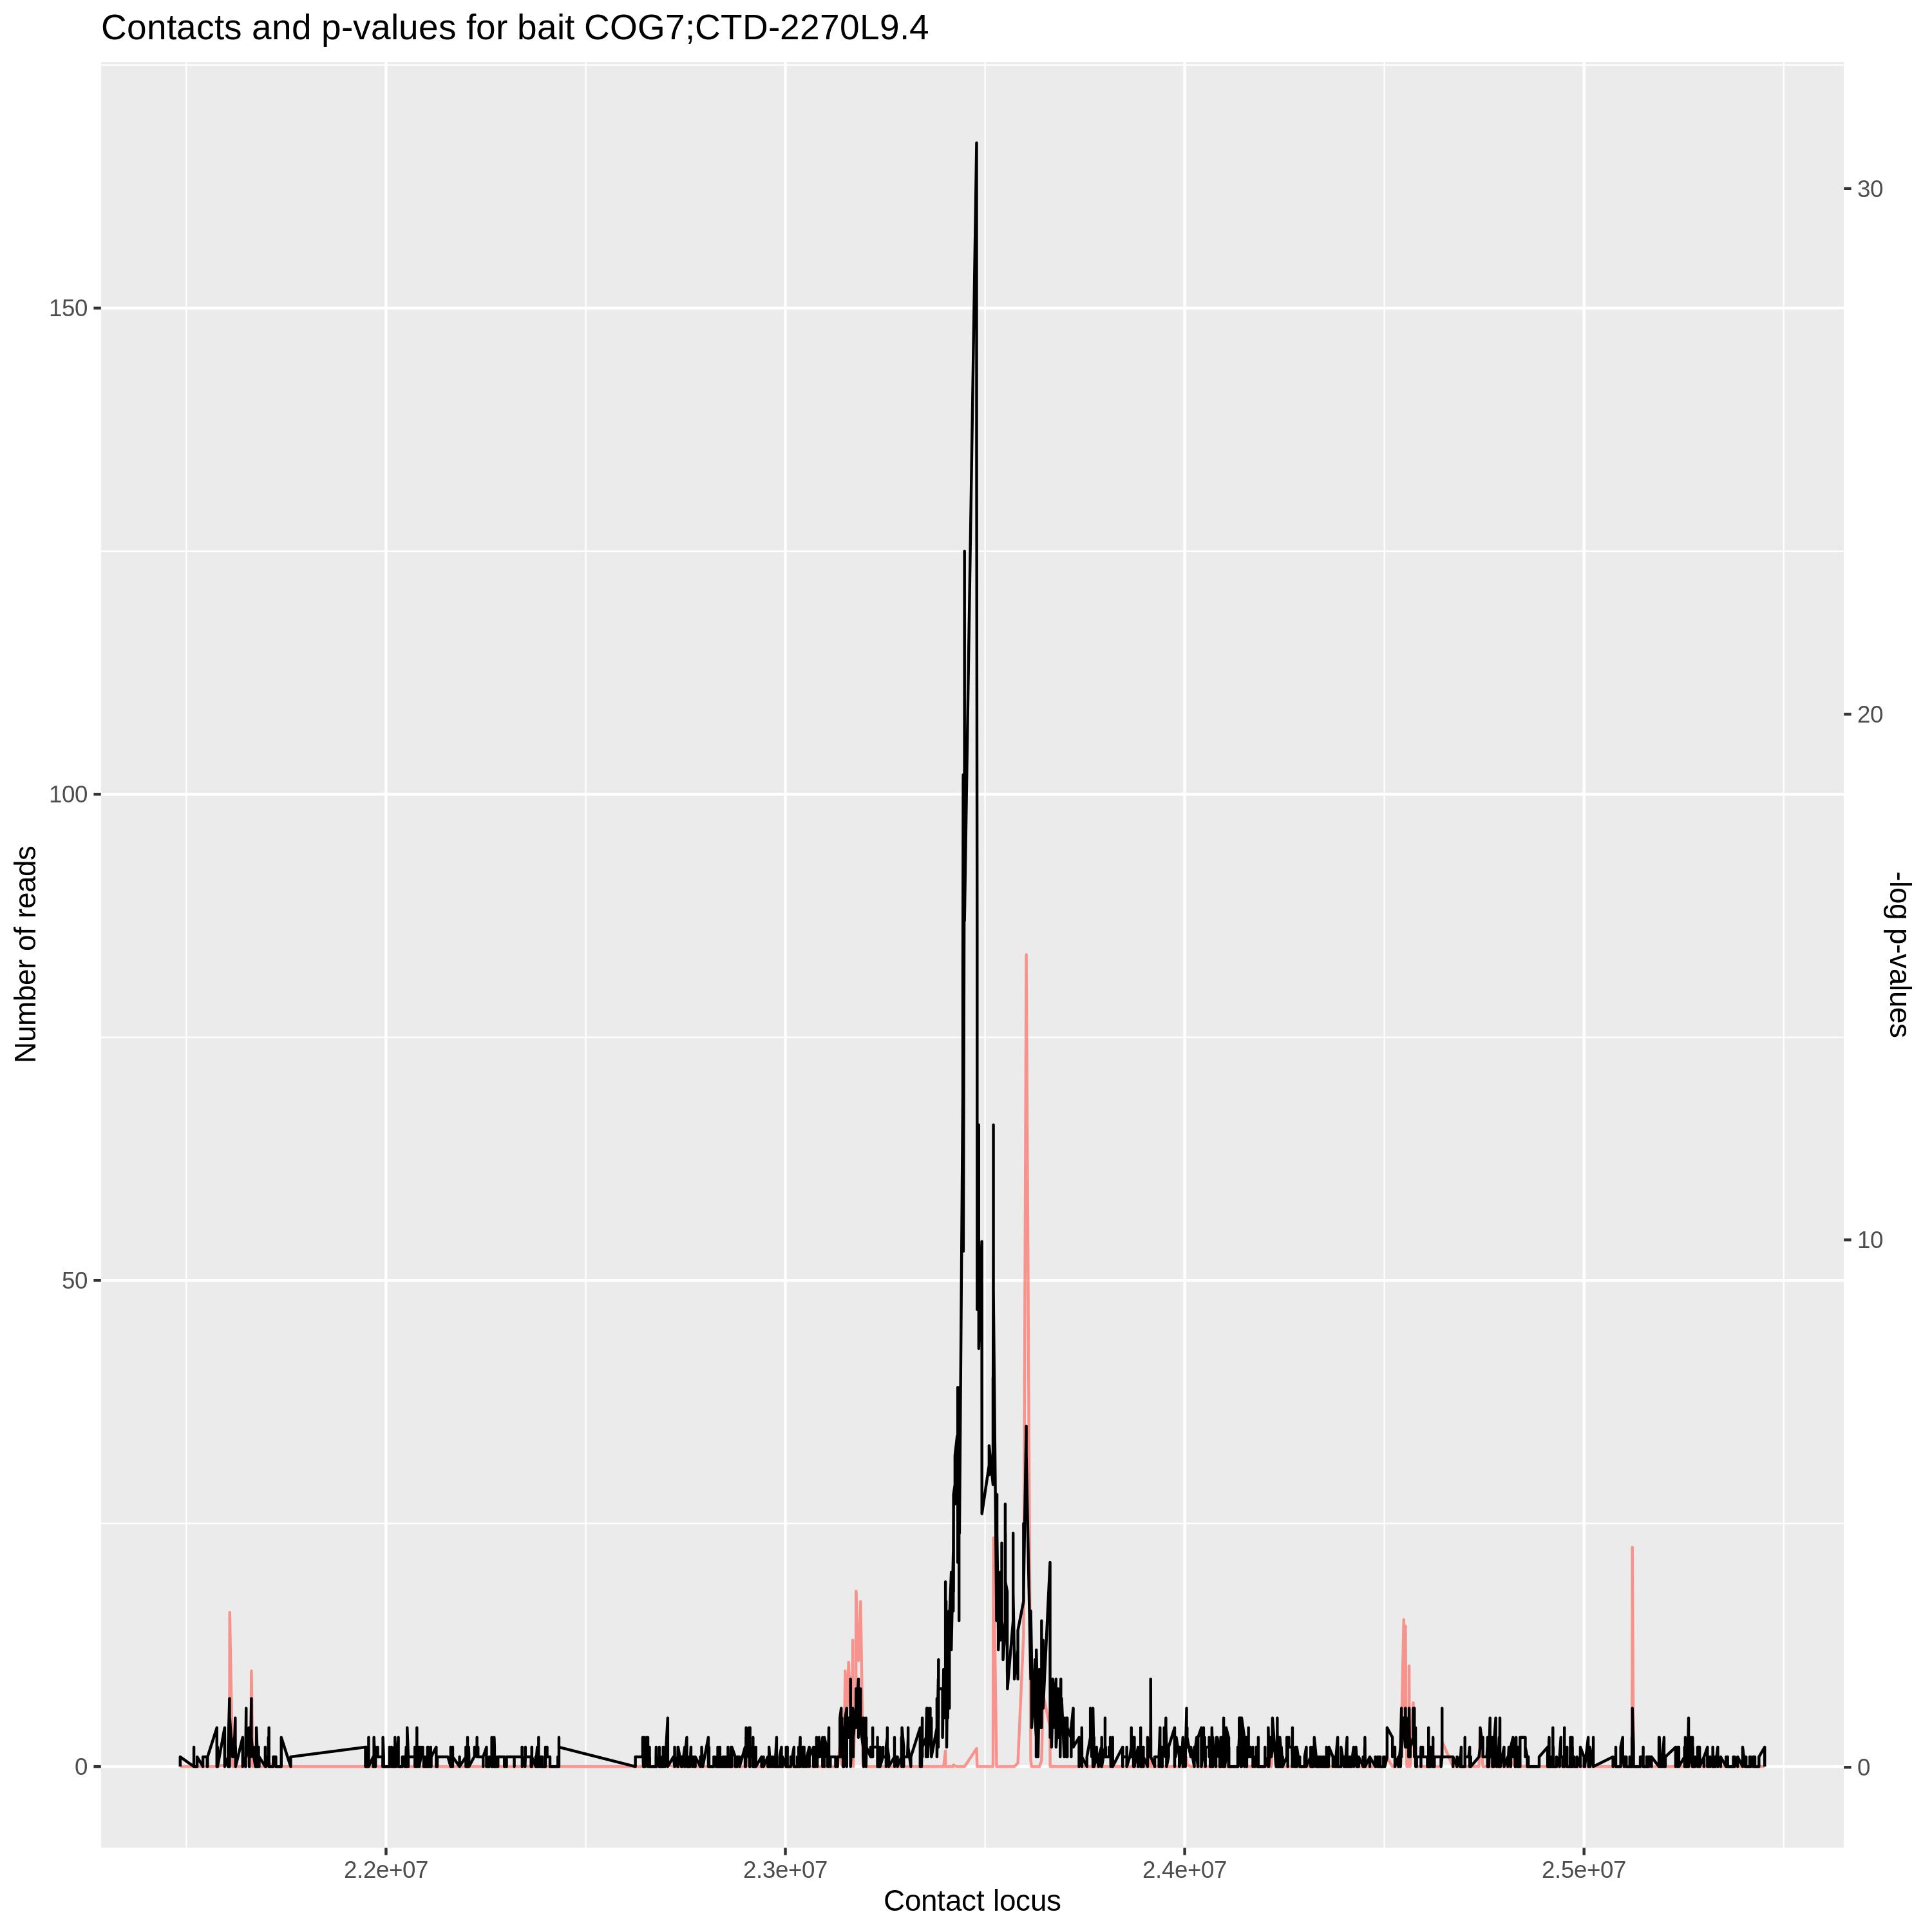 Contacts and p-values for bait COG7;CTD-2270L9.4
150
100
50
0
Number of reads
30
20
10
0
-log p-values
2.2e+07
2.3e+07
2.4e+07
2.5e+07
Contact locus